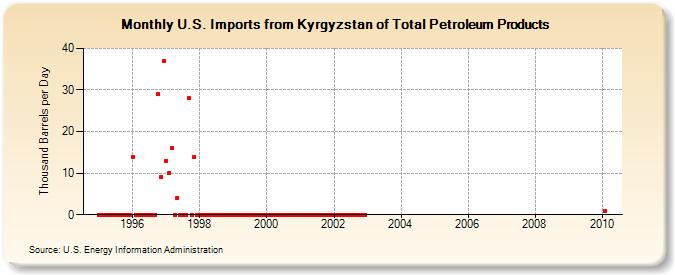 Monthly U.S. Imports from Kyrgyzstan of Total Petroleum Products
Thousand Barrels per Day
40
30
20
10
0
1996 1998 2000 2002 2004 2006 2008 2010
Source: U.S. Energy Information Administration